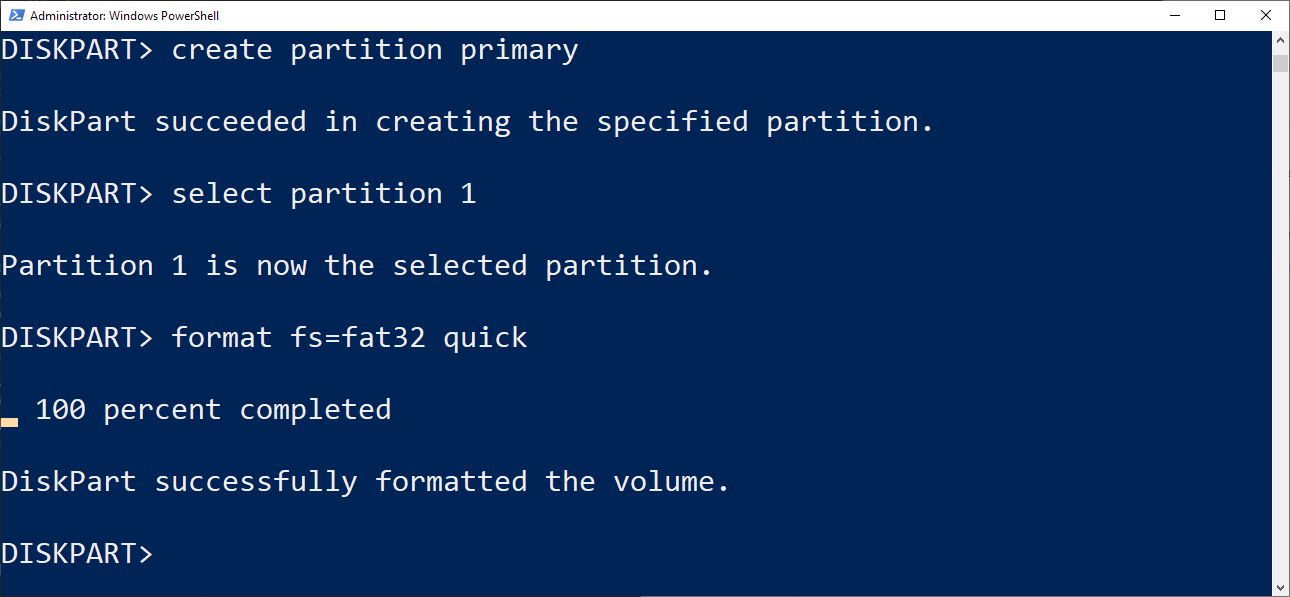 Administrator: Windows PowerShell
DISKPART> create partition primary
DiskPart succeeded in creating the specified partition.
DISKPART> select partition 1
Partition 1 is now the selected partition.
DISKPART> format fs=fat32 quick
100 percent completed
DiskPart successfully formatted the volume.
DISKPART>